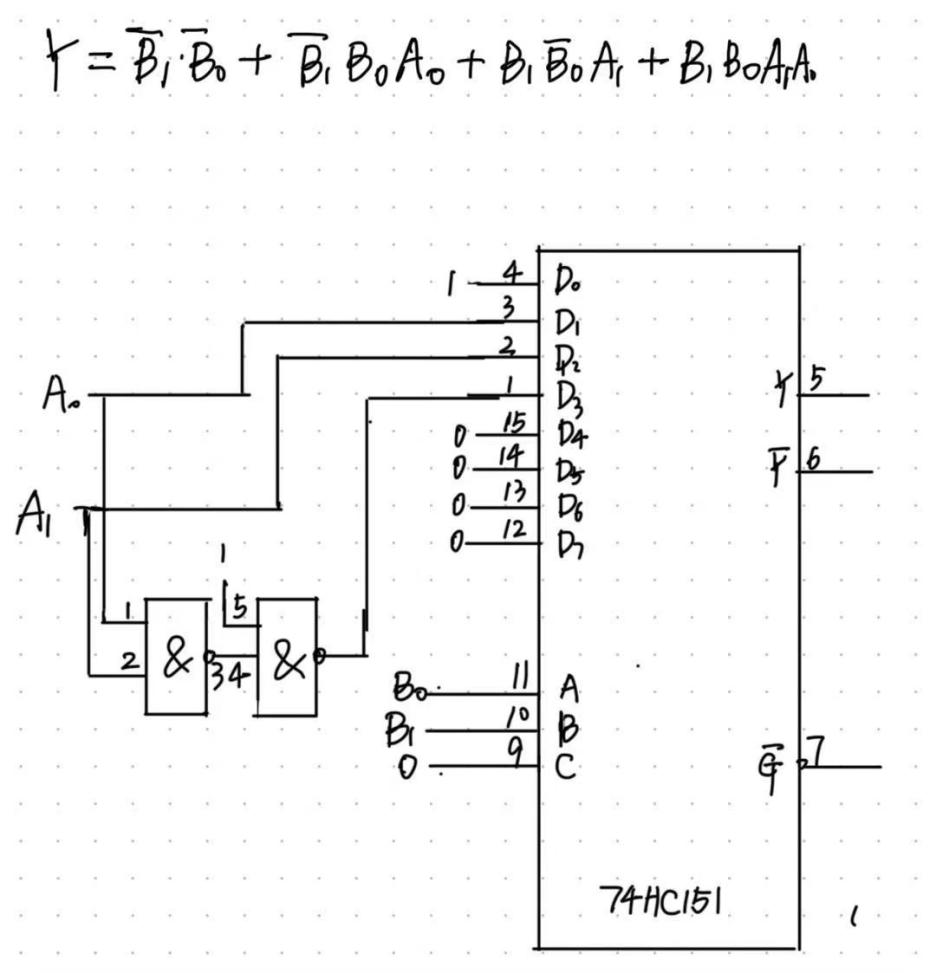 Y = B̅₁·B̅₀ + B̅₁B₀A₀ + B₁B̅₀A₁ + B₁B₀A₁A₀
1 4 D₀
3 D₁
2 D₂
A₀ 1 D₃ Y 5
0 15 D4
0 14 D5 Y̅ 6
A₁ 0 13 D6
0 12 D7
1
1 5
2 & 3 4 &
B₀ 11 A
B₁ 10 B
0 9 C G̅ 7
74HC151